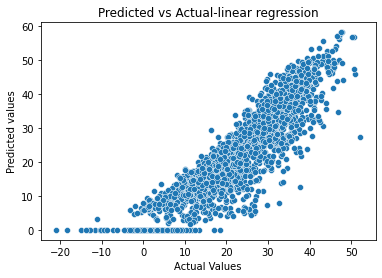 Predicted vs Actual-linear regression
Predicted values
60
50
40
30
20
10
0
−20 −10 0 10 20 30 40 50
Actual Values